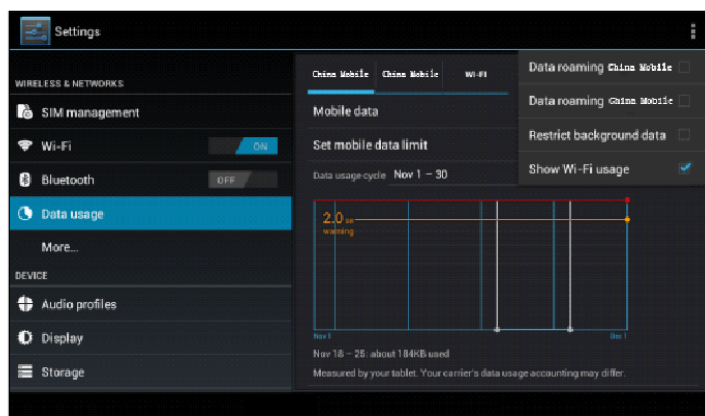 Settings
WIRELESS & NETWORKS
SIM management
Wi-Fi
ON
Bluetooth
OFF
Data usage
More...
DEVICE
Audio profiles
Display
Storage
China Mobile
China Mobile
WI-FI
Mobile data
Set mobile data limit
Data usage cycle Nov 1 – 30
Data roaming China Mobile
Data roaming China Mobile
Restrict background data
Show Wi-Fi usage
2.0
warning
Nov 1
Dec 1
Nov 18 – 25: about 184KB used
Measured by your tablet. Your carrier's data usage accounting may differ.